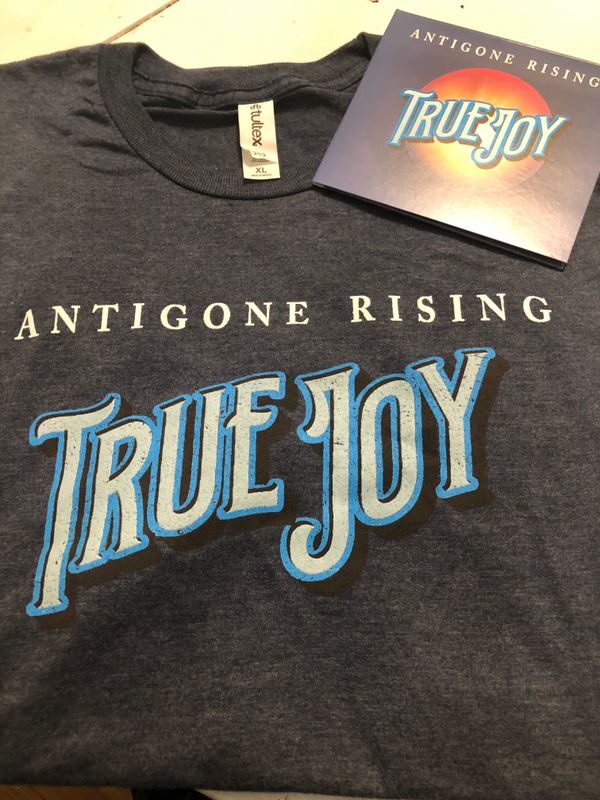 ANTIGONE RISING
TRUE JOY
tultex
XL
ANTIGONE RISING
TRUE JOY